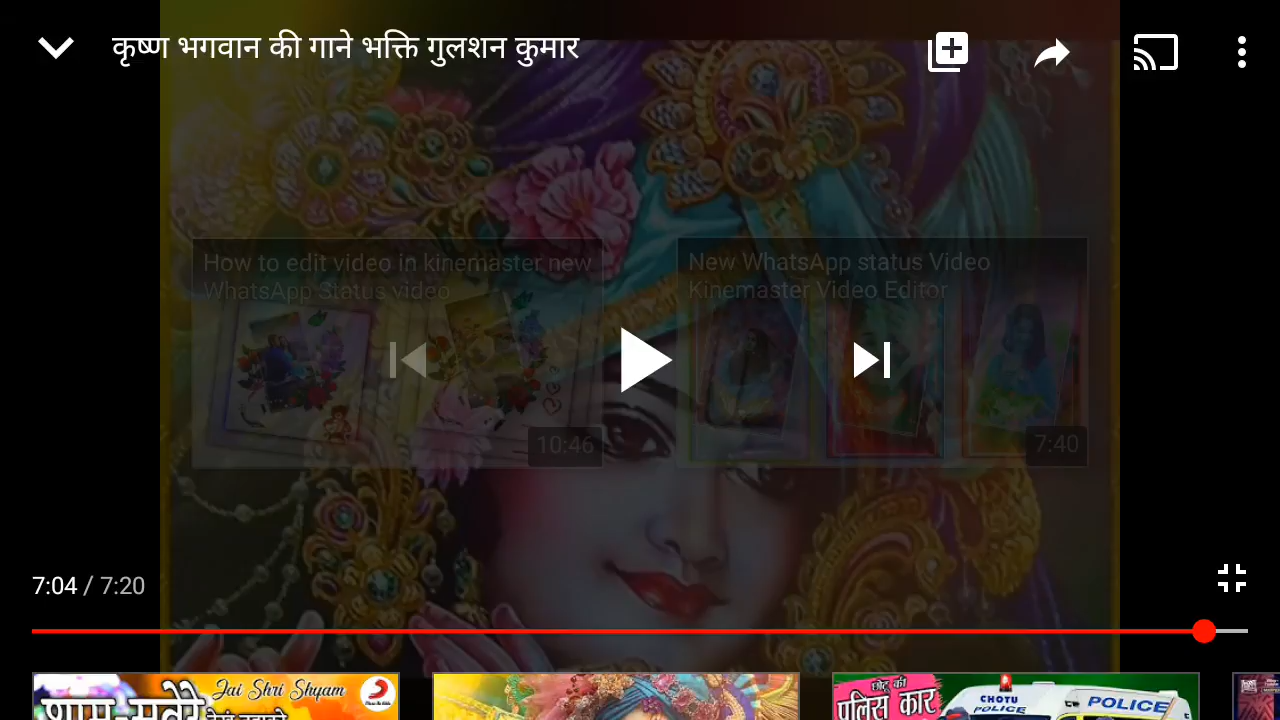 कृष्ण भगवान की गाने भक्ति गुलशन कुमार
How to edit video in kinemaster new
WhatsApp Status video
10:46
New WhatsApp status Video
Kinemaster Video Editor
7:40
7:04 / 7:20
Jai Shri Shyam
शाम-सवेरे
छोटू की
पुलिस कार
CHOTU
POLICE
POLICE